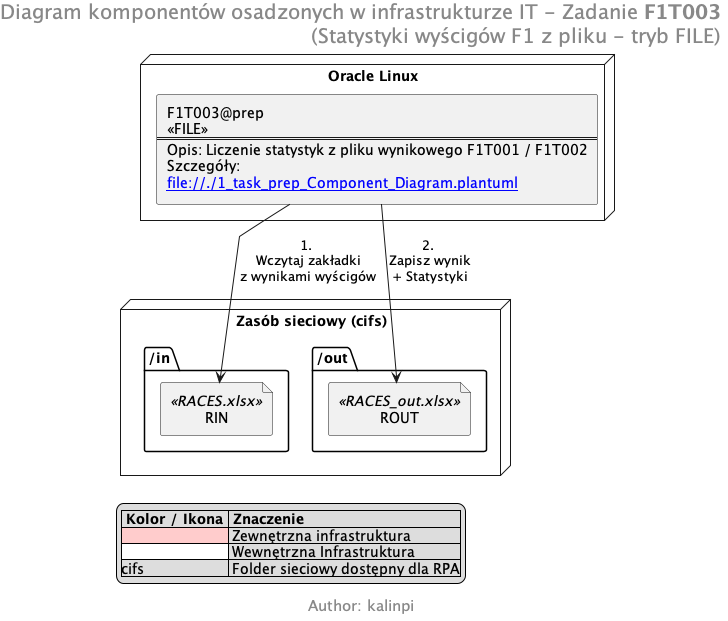 Diagram komponentów osadzonych w infrastrukturze IT - Zadanie F1T003
(Statystyki wyścigów F1 z pliku - tryb FILE)
Oracle Linux
F1T003@prep
«FILE»
Opis: Liczenie statystyk z pliku wynikowego F1T001 / F1T002
Szczegóły:
file://./1_task_prep_Component_Diagram.plantuml
1.
Wczytaj zakładki
z wynikami wyścigów
2.
Zapisz wynik
+ Statystyki
Zasób sieciowy (cifs)
/in
«RACES.xlsx»
RIN
/out
«RACES_out.xlsx»
ROUT
Kolor / Ikona Znaczenie
Zewnętrzna infrastruktura
Wewnętrzna Infrastruktura
cifs Folder sieciowy dostępny dla RPA
Author: kalinpi